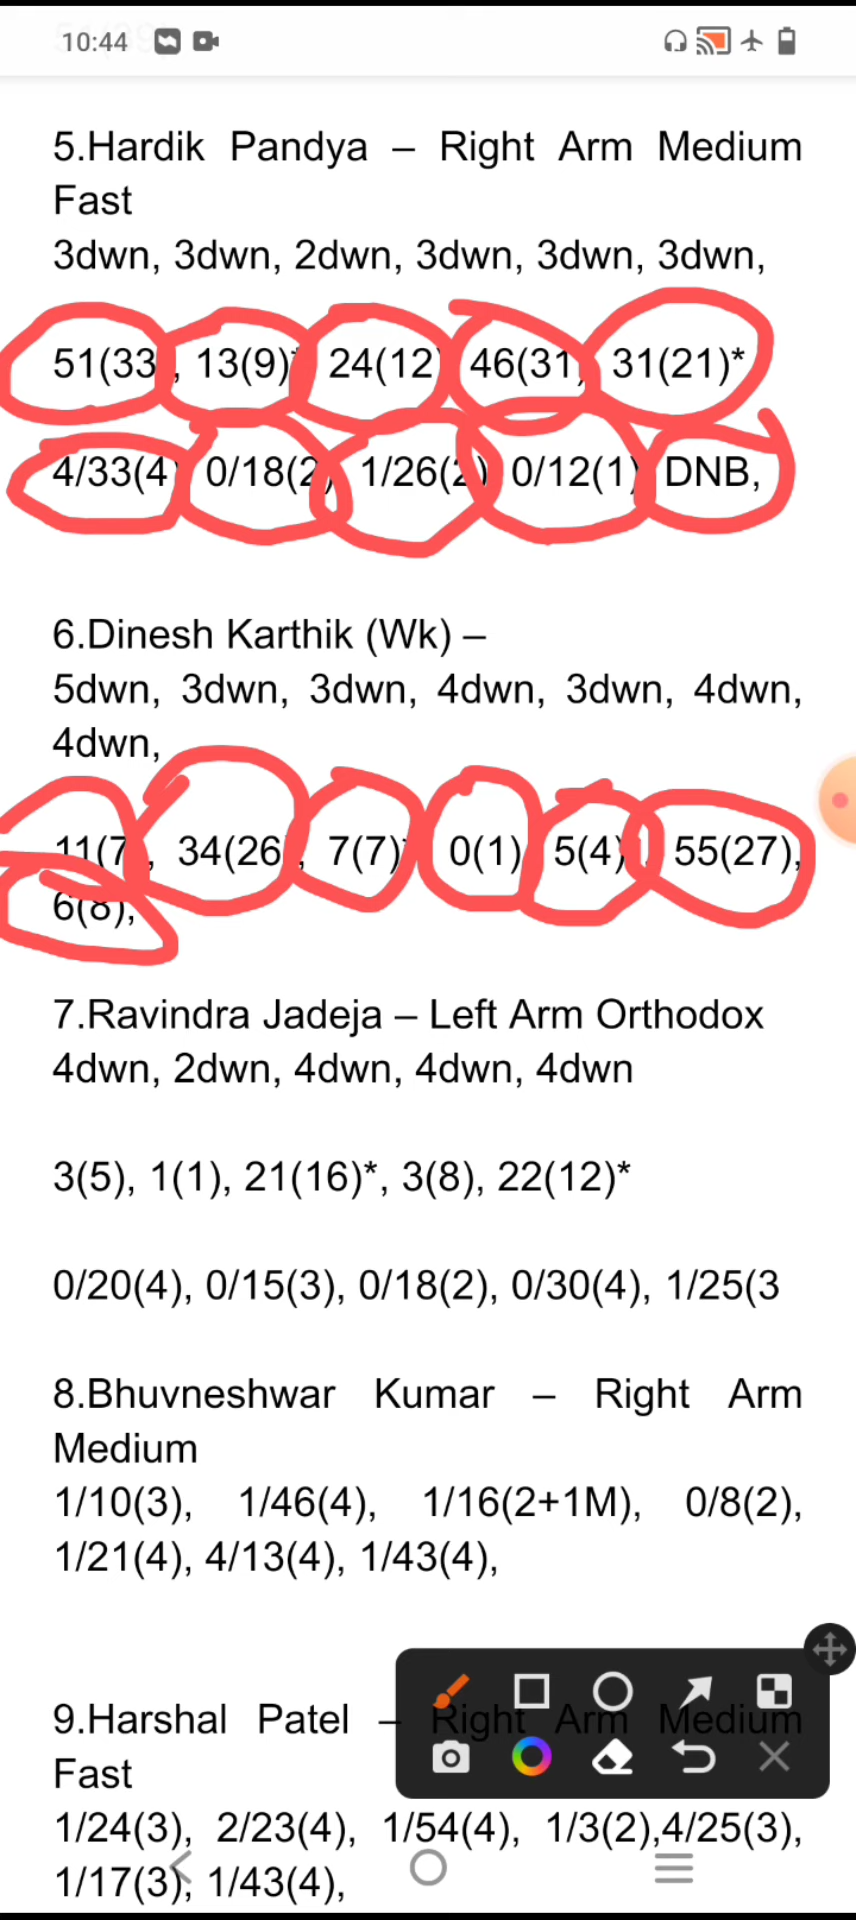 10:44
5.Hardik Pandya – Right Arm Medium
Fast
3dwn, 3dwn, 2dwn, 3dwn, 3dwn, 3dwn,
51(33, 13(9)* 24(12 46(31, 31(21)*
4/33(4 0/18(2 1/26(2) 0/12(1) DNB,
6.Dinesh Karthik (Wk) –
5dwn, 3dwn, 3dwn, 4dwn, 3dwn, 4dwn,
4dwn,
11(7, 34(26, 7(7)* 0(1) 5(4), 55(27),
6(8),
7.Ravindra Jadeja – Left Arm Orthodox
4dwn, 2dwn, 4dwn, 4dwn, 4dwn
3(5), 1(1), 21(16)*, 3(8), 22(12)*
0/20(4), 0/15(3), 0/18(2), 0/30(4), 1/25(3
8.Bhuvneshwar Kumar – Right Arm
Medium
1/10(3), 1/46(4), 1/16(2+1M), 0/8(2),
1/21(4), 4/13(4), 1/43(4),
9.Harshal Patel – Right Arm Medium
Fast
1/24(3), 2/23(4), 1/54(4), 1/3(2),4/25(3),
1/17(3), 1/43(4),